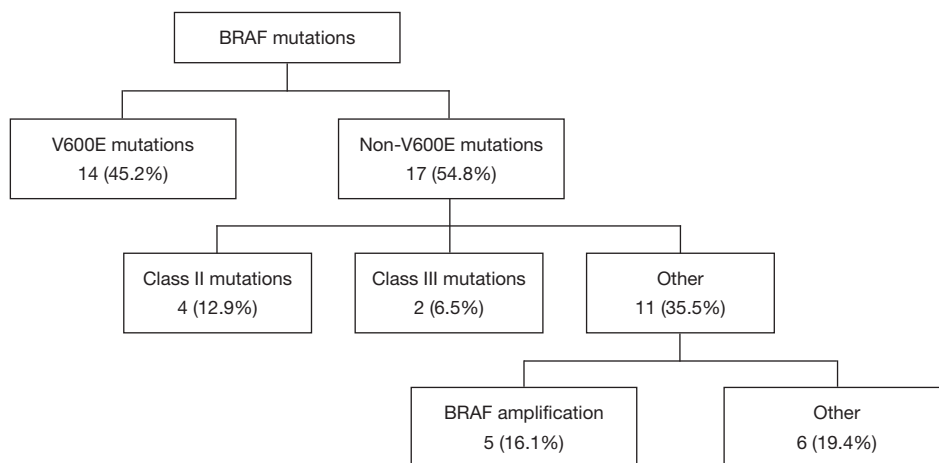 BRAF mutations
V600E mutations
14 (45.2%)
Non-V600E mutations
17 (54.8%)
Class II mutations
4 (12.9%)
Class III mutations
2 (6.5%)
Other
11 (35.5%)
BRAF amplification
5 (16.1%)
Other
6 (19.4%)